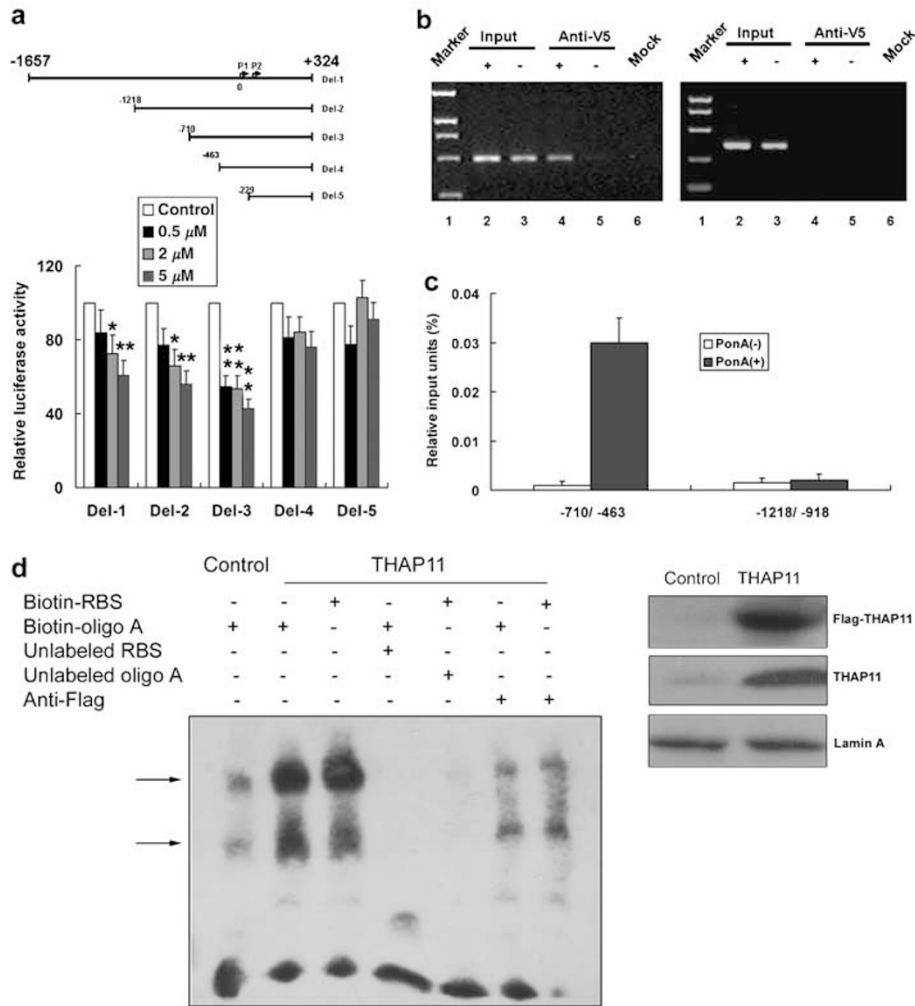 a
-1657 +324
P1 P2
0
Del-1
-1218
Del-2
-710
Del-3
-463
Del-4
-229
Del-5
Control
0.5 μM
2 μM
5 μM
Relative luciferase activity
120
80
40
0
* ** * ** ** ** * *
Del-1 Del-2 Del-3 Del-4 Del-5
b
Marker Input Anti-V5 Mock
+ - + -
1 2 3 4 5 6
Marker Input Anti-V5 Mock
+ - + -
1 2 3 4 5 6
c
Relative input units (%)
0.04
0.03
0.02
0.01
0
PonA(-)
PonA(+)
-710/ -463 -1218/ -918
d
Control THAP11
Biotin-RBS - - + - + - +
Biotin-oligo A + + - + - + -
Unlabeled RBS - - - + - - -
Unlabeled oligo A - - - - + - -
Anti-Flag - - - - - + +
Control THAP11
Flag-THAP11
THAP11
Lamin A